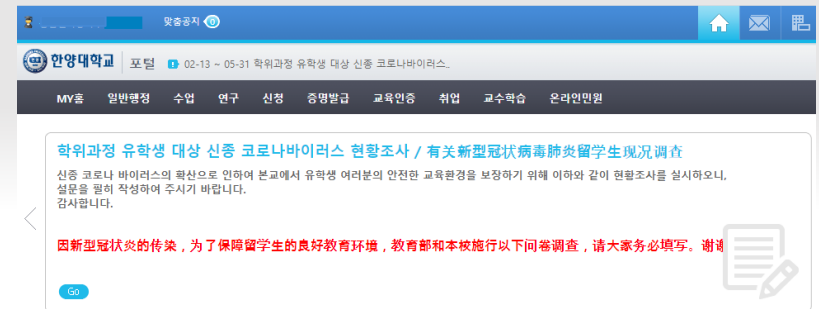 맞춤공지 0
한양대학교 포털 02-13 ~ 05-31 학위과정 유학생 대상 신종 코로나바이러스..
MY홈 일반행정 수업 연구 신청 증명발급 교육인증 취업 교수학습 온라인민원
학위과정 유학생 대상 신종 코로나바이러스 현황조사 / 有关新型冠状病毒肺炎留学生现况调查
신종 코로나 바이러스의 확산으로 인하여 본교에서 유학생 여러분의 안전한 교육환경을 보장하기 위해 이하와 같이 현황조사를 실시하오니,
설문을 필히 작성하여 주시기 바랍니다.
감사합니다.
因新型冠状炎的传染，为了保障留学生的良好教育环境，教育部和本校施行以下问卷调查，请大家务必填写。谢谢
Go